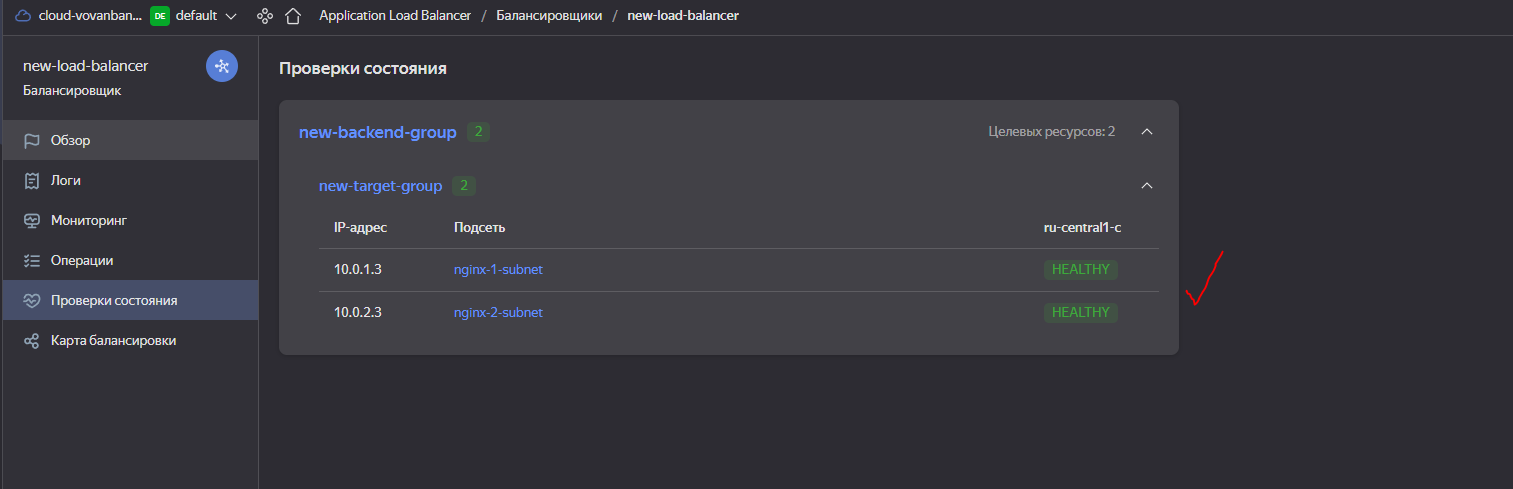 cloud-vovanban... DE default Application Load Balancer / Балансировщики / new-load-balancer
new-load-balancer
Балансировщик
Обзор
Логи
Мониторинг
Операции
Проверки состояния
Карта балансировки
Проверки состояния
new-backend-group 2 Целевых ресурсов: 2
new-target-group 2
IP-адрес Подсеть ru-central1-c
10.0.1.3 nginx-1-subnet HEALTHY
10.0.2.3 nginx-2-subnet HEALTHY